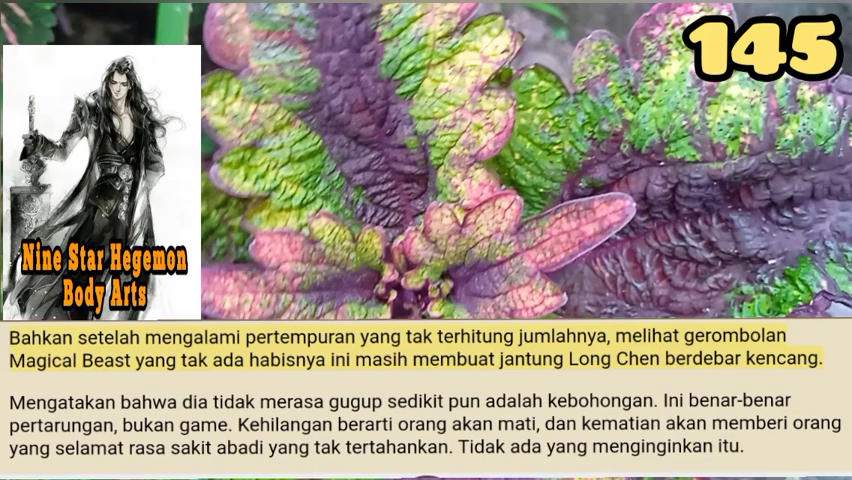 145
Nine Star Hegemon
Body Arts
Bahkan setelah mengalami pertempuran yang tak terhitung jumlahnya, melihat gerombolan
Magical Beast yang tak ada habisnya ini masih membuat jantung Long Chen berdebar kencang.
Mengatakan bahwa dia tidak merasa gugup sedikit pun adalah kebohongan. Ini benar-benar
pertarungan, bukan game. Kehilangan berarti orang akan mati, dan kematian akan memberi orang
yang selamat rasa sakit abadi yang tak tertahankan. Tidak ada yang menginginkan itu.